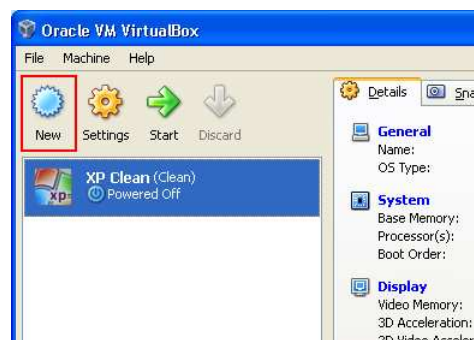 Oracle VM VirtualBox
File Machine Help
New Settings Start Discard
Details
XP Clean (Clean)
Powered Off
xp
General
Name:
OS Type:
System
Base Memory:
Processor(s):
Boot Order:
Display
Video Memory:
3D Acceleration: